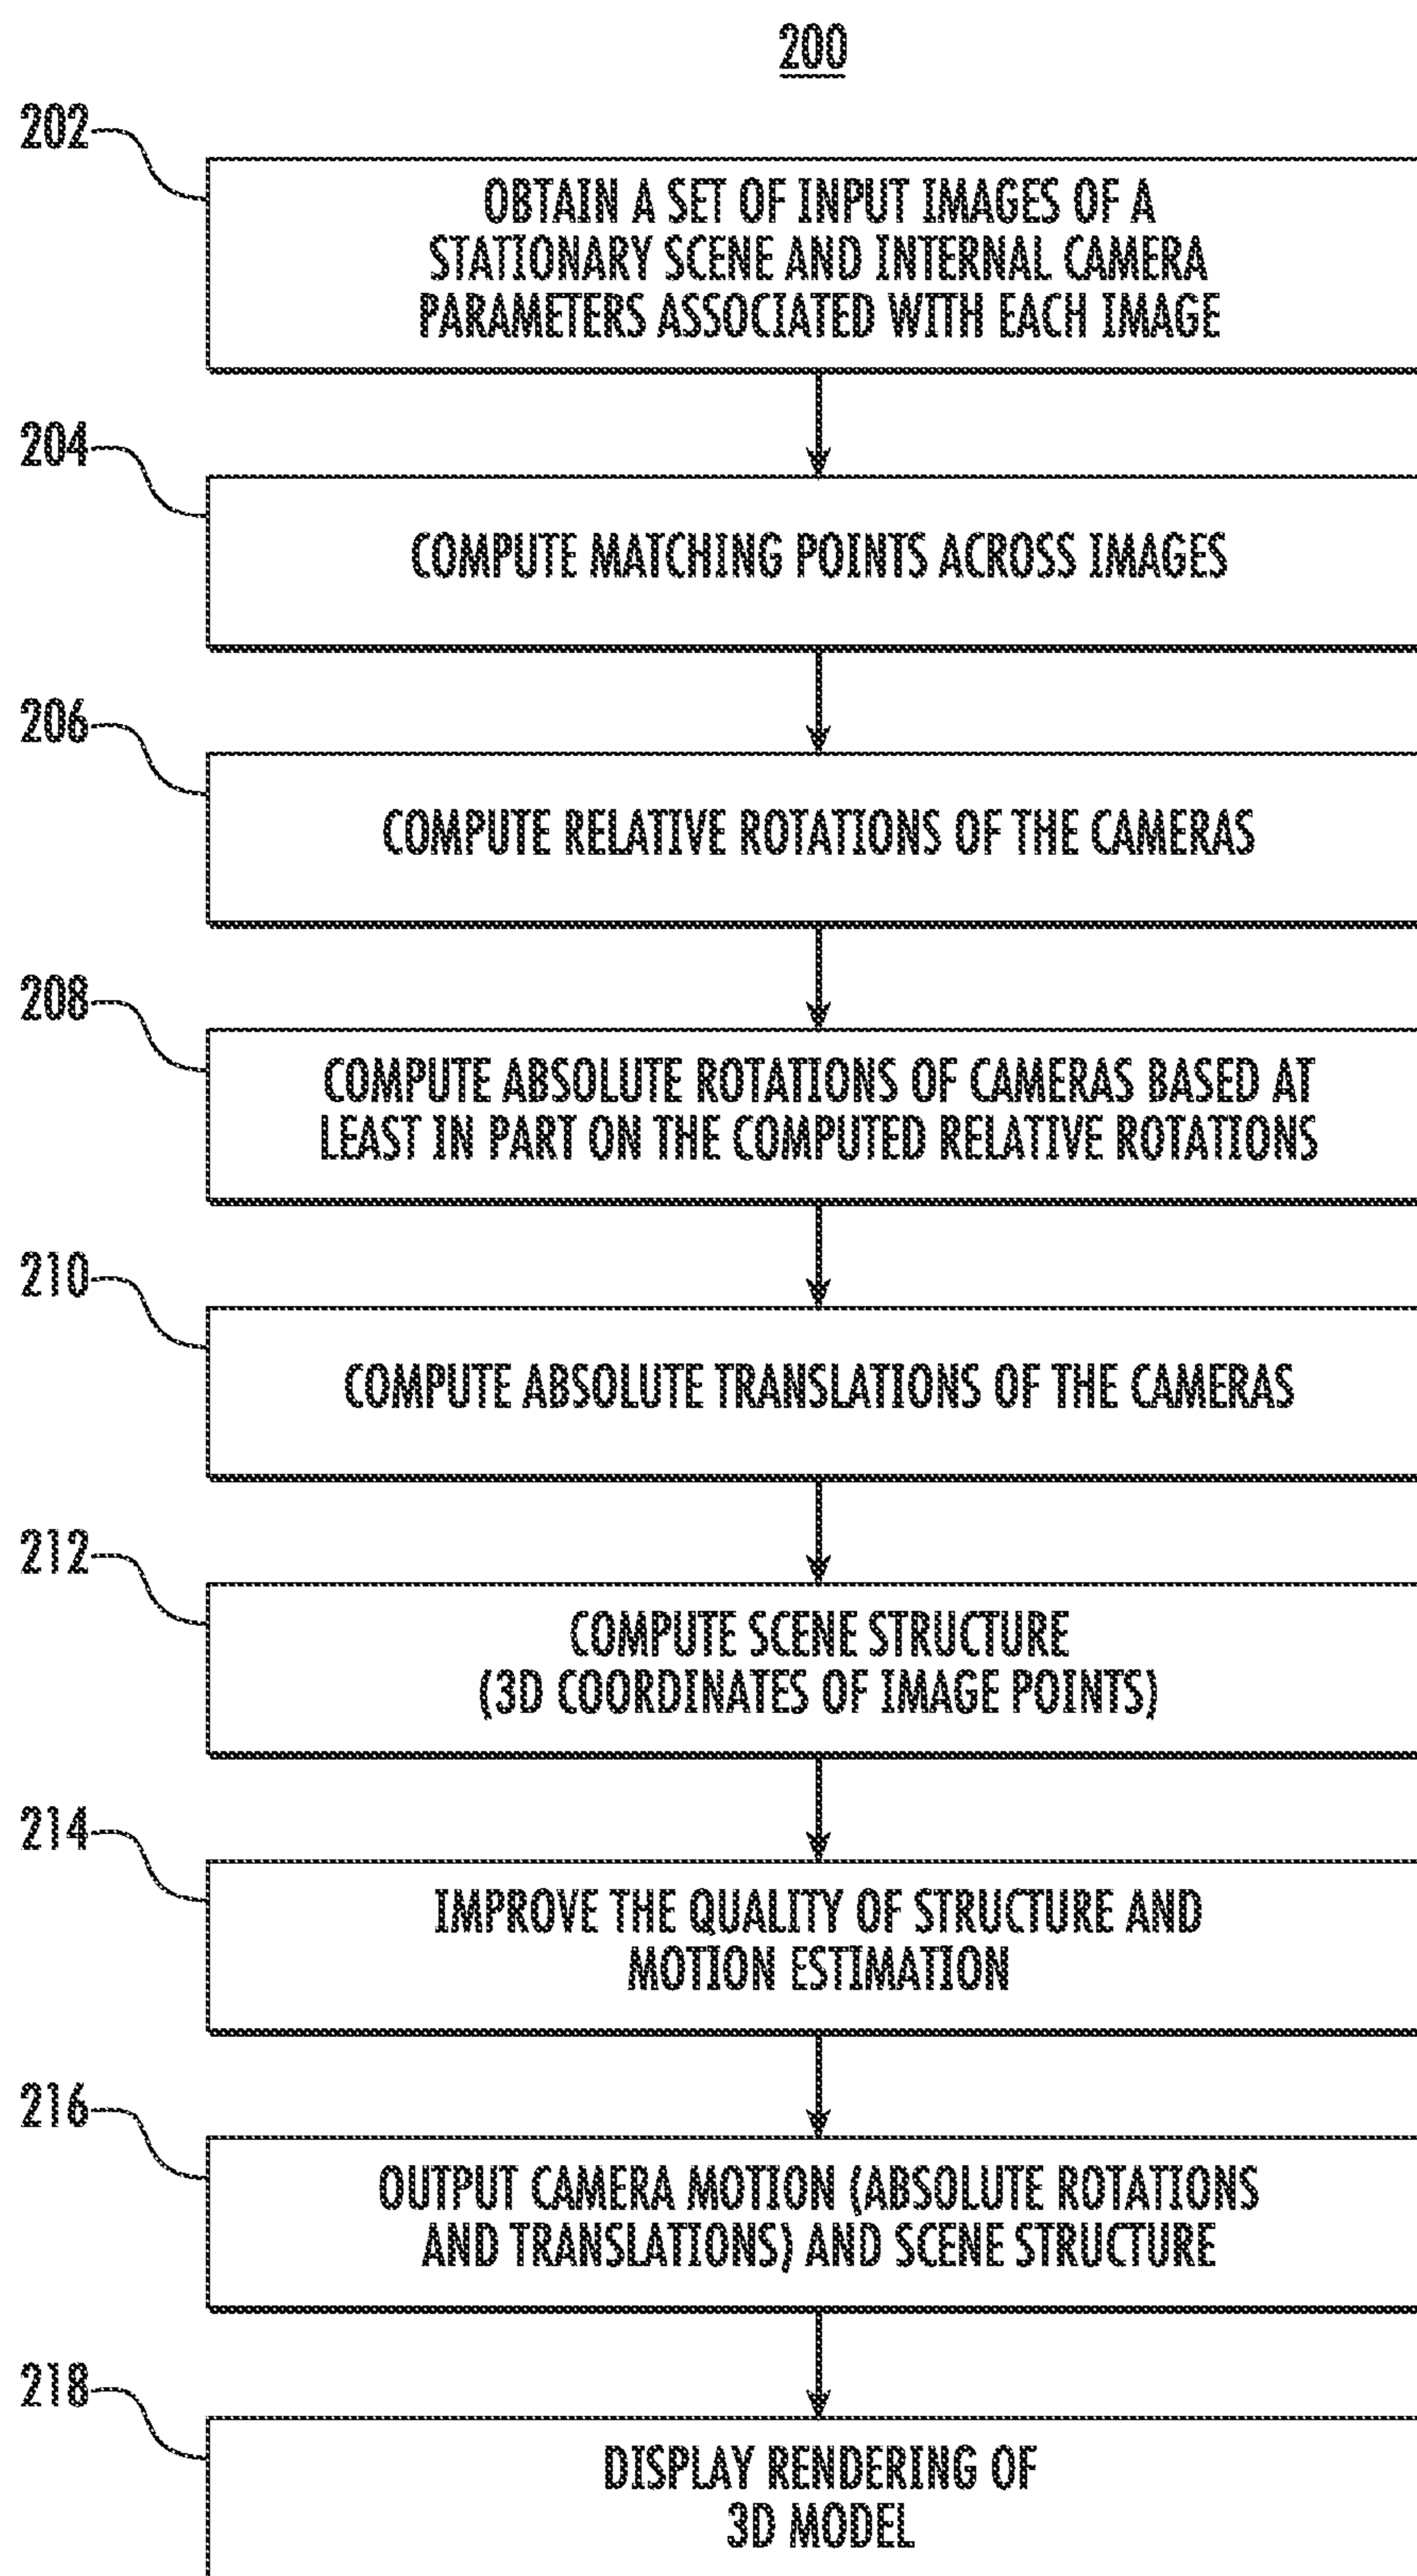 200
202
OBTAIN A SET OF INPUT IMAGES OF A
STATIONARY SCENE AND INTERNAL CAMERA
PARAMETERS ASSOCIATED WITH EACH IMAGE
204
COMPUTE MATCHING POINTS ACROSS IMAGES
206
COMPUTE RELATIVE ROTATIONS OF THE CAMERAS
208
COMPUTE ABSOLUTE ROTATIONS OF CAMERAS BASED AT
LEAST IN PART ON THE COMPUTED RELATIVE ROTATIONS
210
COMPUTE ABSOLUTE TRANSLATIONS OF THE CAMERAS
212
COMPUTE SCENE STRUCTURE
(3D COORDINATES OF IMAGE POINTS)
214
IMPROVE THE QUALITY OF STRUCTURE AND
MOTION ESTIMATION
216
OUTPUT CAMERA MOTION (ABSOLUTE ROTATIONS
AND TRANSLATIONS) AND SCENE STRUCTURE
218
DISPLAY RENDERING OF
3D MODEL